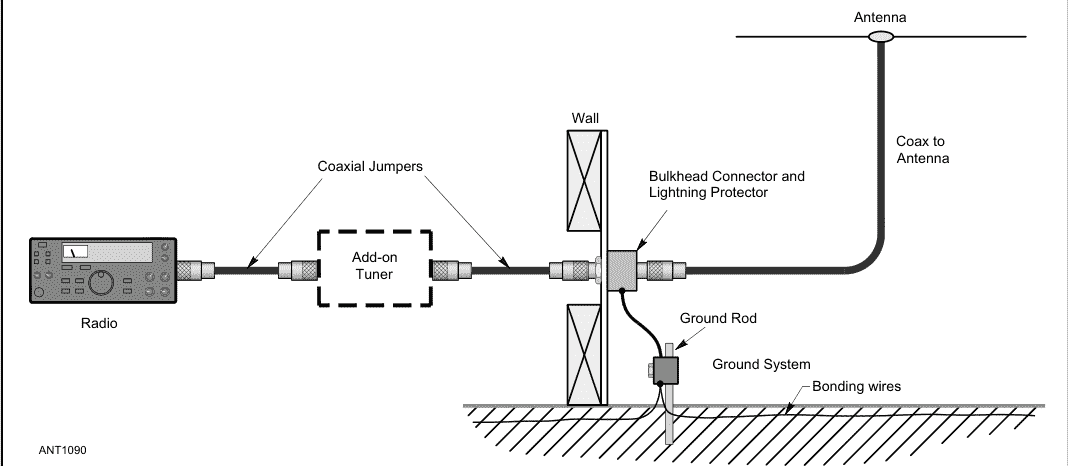 Antenna
Wall
Coax to
Antenna
Coaxial Jumpers
Bulkhead Connector and
Lightning Protector
Add-on
Tuner
Radio
Ground Rod
Ground System
Bonding wires
ANT1090